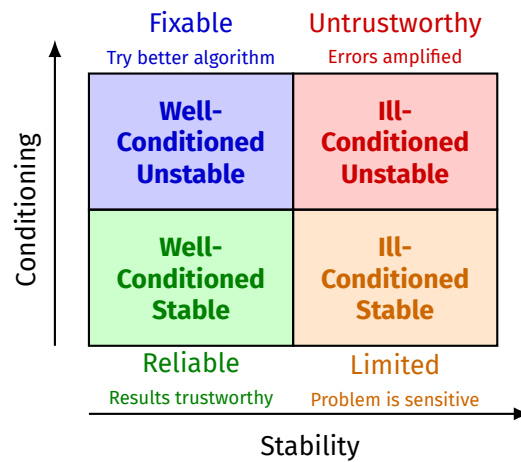 Fixable
Try better algorithm
Untrustworthy
Errors amplified
Conditioning
Well-
Conditioned
Unstable
Ill-
Conditioned
Unstable
Well-
Conditioned
Stable
Ill-
Conditioned
Stable
Reliable
Results trustworthy
Limited
Problem is sensitive
Stability